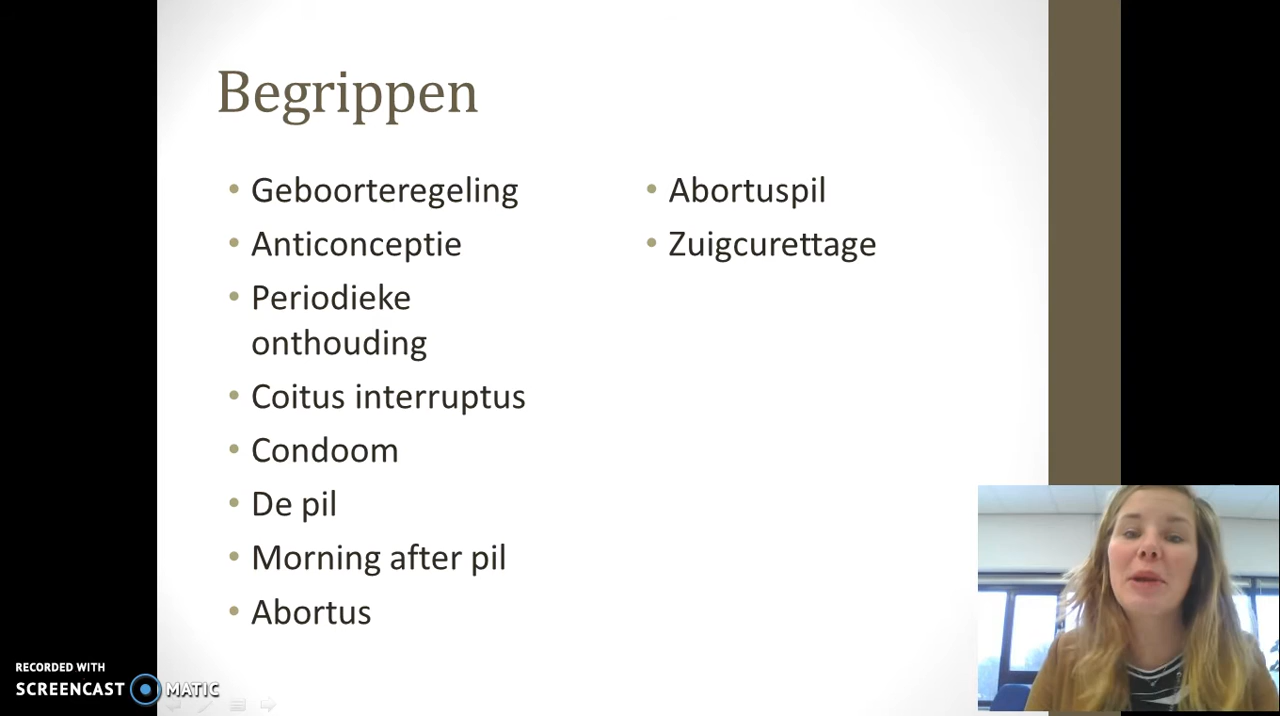 Begrippen
• Geboorteregeling
• Anticonceptie
• Periodieke
onthouding
• Coitus interruptus
• Condoom
• De pil
• Morning after pil
• Abortus
• Abortuspil
• Zuigcurettage
RECORDED WITH
SCREENCAST MATIC